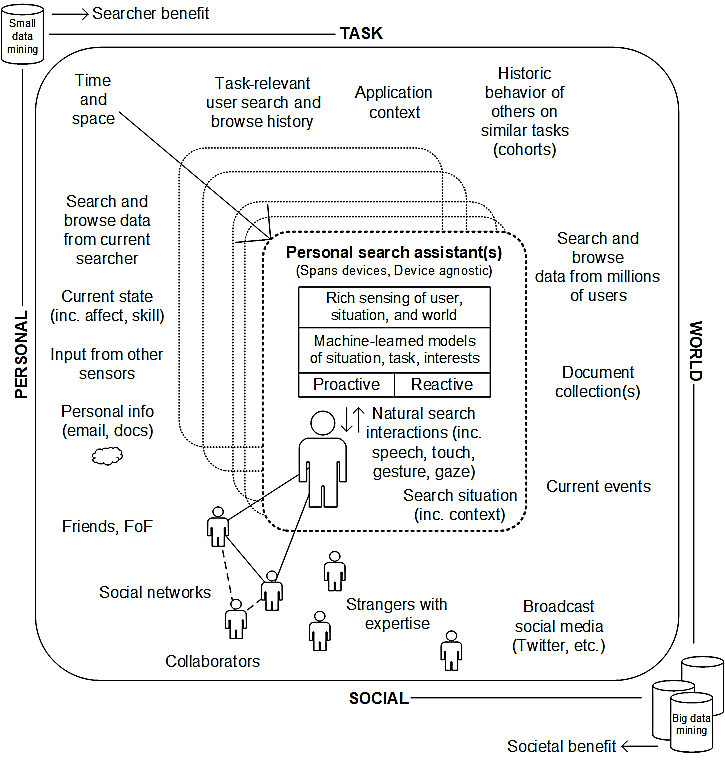 Small
data
mining
Searcher benefit
TASK
Time
and
space
Task-relevant
user search and
browse history
Application
context
Historic
behavior of
others on
similar tasks
(cohorts)
Search and
browse data
from current
searcher
Current state
(inc. affect, skill)
Input from other
sensors
Personal info
(email, docs)
PERSONAL
Personal search assistant(s)
(Spans devices, Device agnostic)
Rich sensing of user,
situation, and world
Machine-learned models
of situation, task, interests
Proactive
Reactive
Natural search
interactions (inc.
speech, touch,
gesture, gaze)
Search situation
(inc. context)
Search and
browse
data from millions
of users
Document
collection(s)
Current events
WORLD
Friends, FoF
Social networks
Collaborators
Strangers with
expertise
Broadcast
social media
(Twitter, etc.)
SOCIAL
Big data
mining
Societal benefit